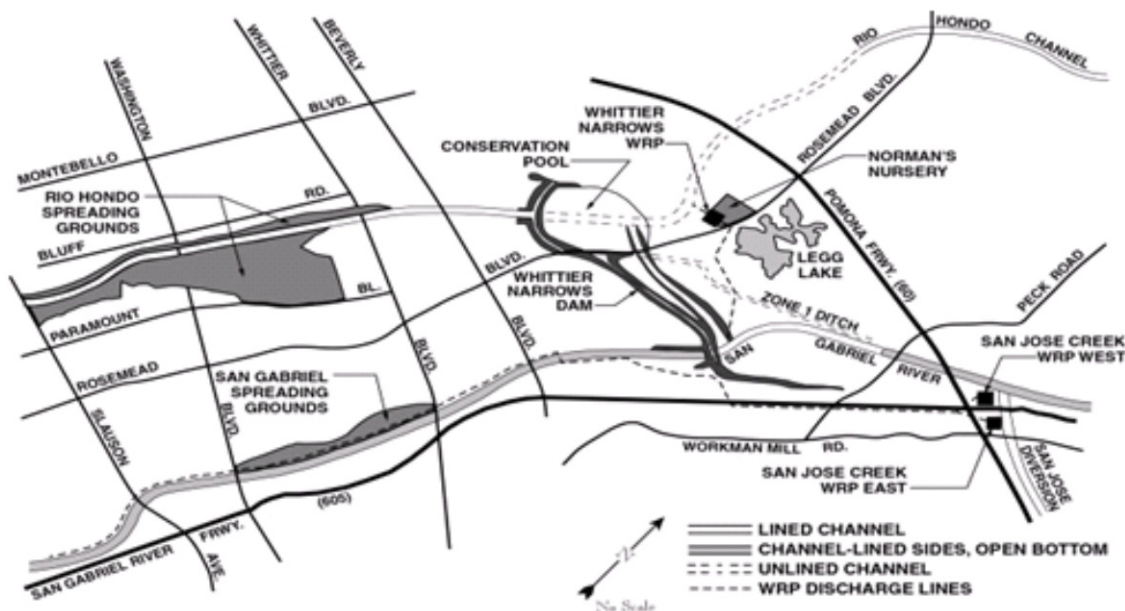 WASHINGTON
BLVD.
WHITTIER
BLVD.
BEVERLY
BLVD.
MONTEBELLO
BLVD.
RIO HONDO
SPREADING
GROUNDS
BLUFF
RD.
PARAMOUNT
BL.
ROSEMEAD
BLVD.
SLAUSON
AVE.
SAN GABRIEL
SPREADING
GROUNDS
SAN GABRIEL RIVER
FRWY.
(605)
CONSERVATION
POOL
WHITTIER
NARROWS
WRP
WHITTIER
NARROWS
DAM
RIO
HONDO
CHANNEL
ROSEMEAD BLVD.
NORMAN'S
NURSERY
LEGG
LAKE
POMONA FRWY. (60)
PECK ROAD
ZONE 1 DITCH
SAN
GABRIEL
RIVER
SAN JOSE CREEK
WRP WEST
WORKMAN MILL
RD.
SAN JOSE CREEK
WRP EAST
SAN JOSE
DIVERSION
N
No Scale
LINED CHANNEL
CHANNEL-LINED SIDES, OPEN BOTTOM
UNLINED CHANNEL
WRP DISCHARGE LINES